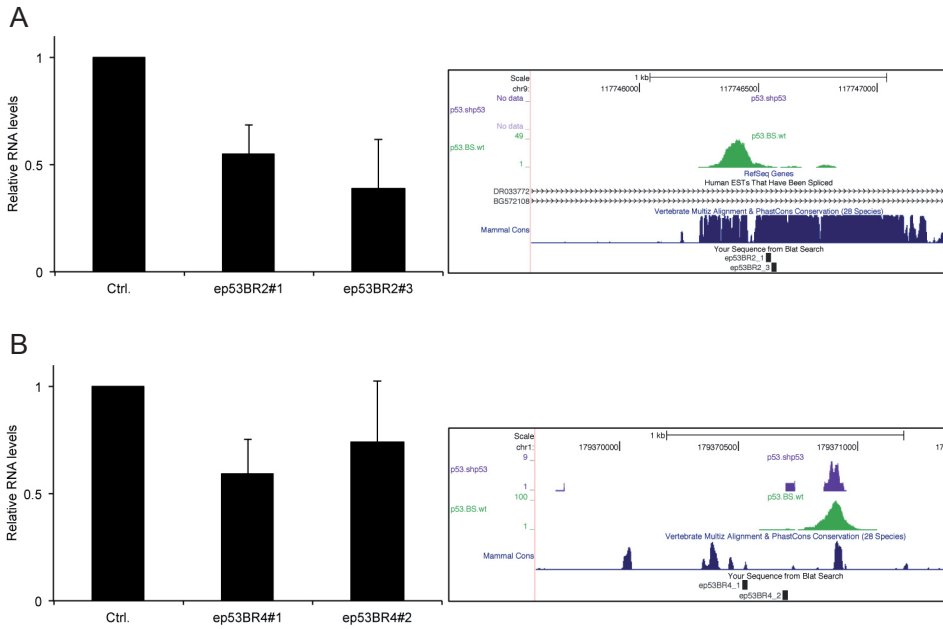 A
Relative RNA levels
1
0.5
0
Ctrl.
ep53BR2#1
ep53BR2#3
Scale
1 kb
chr9:
117746000
117746500
117747000
No data
p53.shp53
p53.shp53
No data
49
p53.BS.wt
p53.BS.wt
1
RefSeq Genes
Human ESTs That Have Been Spliced
DR033772
BG572108
Vertebrate Multiz Alignment & PhastCons Conservation (28 Species)
Mammal Cons
Your Sequence from Blat Search
ep53BR2_1
ep53BR2_3
B
Relative RNA levels
1
0.5
0
Ctrl.
ep53BR4#1
ep53BR4#2
Scale
1 kb
chr1:
179370000
179370500
179371000
17
9
p53.shp53
p53.shp53
1
100
p53.BS.wt
p53.BS.wt
1
Vertebrate Multiz Alignment & PhastCons Conservation (28 Species)
Mammal Cons
Your Sequence from Blat Search
ep53BR4_1
ep53BR4_2